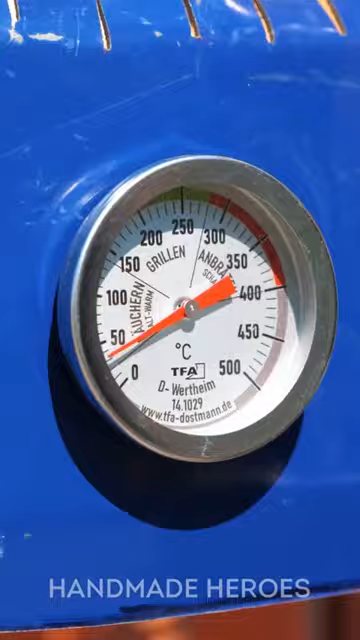 0
50
100
150
200
250
300
350
400
450
500
GRILLEN
°C
TFA
D- Wertheim
14.1029
www.tfa-dostmann.de
HANDMADE HEROES